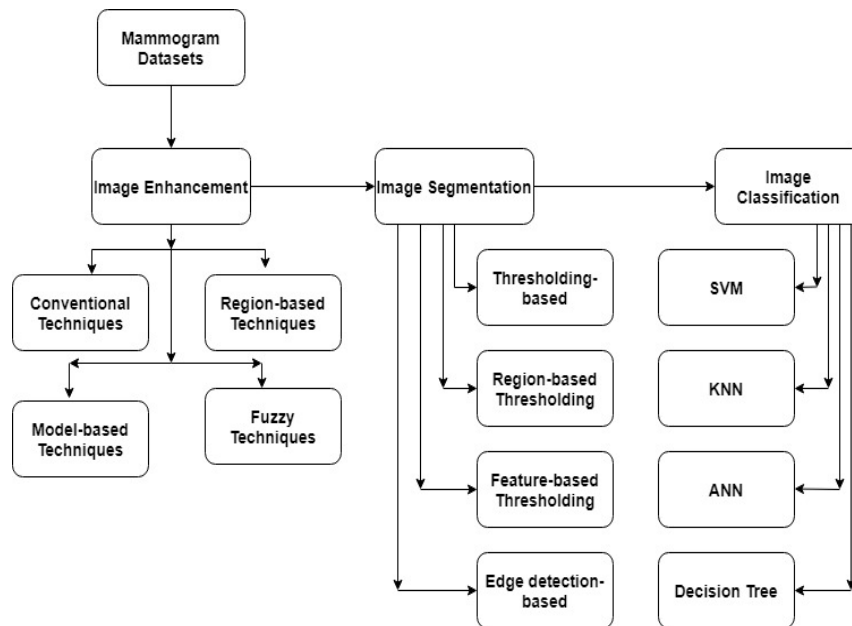 Mammogram
Datasets
Image Enhancement
Image Segmentation
Image
Classification
Conventional
Techniques
Region-based
Techniques
Model-based
Techniques
Fuzzy
Techniques
Thresholding-
based
Region-based
Thresholding
Feature-based
Thresholding
Edge detection-
based
SVM
KNN
ANN
Decision Tree